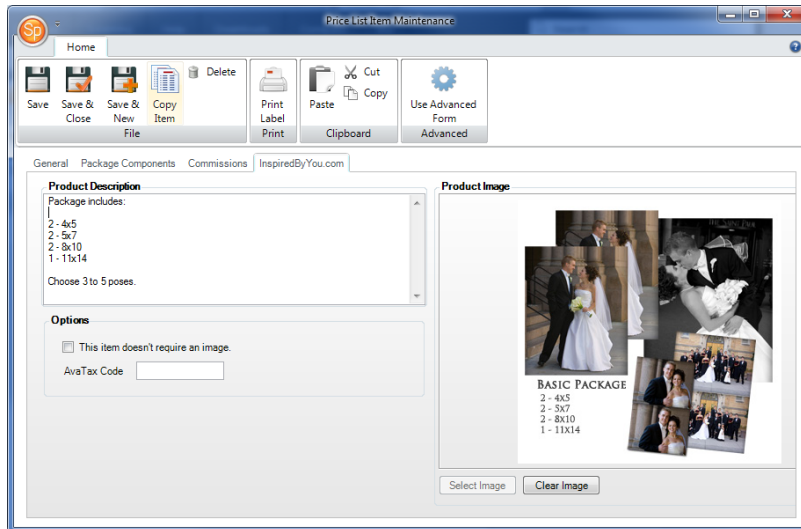 Price List Item Maintenance
Sp
Home
Save
Save & Close
Save & New
Copy Item
Delete
File
Print Label
Print
Paste
Cut
Copy
Clipboard
Use Advanced Form
Advanced
General Package Components Commissions InspiredByYou.com
Product Description
Package includes:
2 - 4x5
2 - 5x7
2 - 8x10
1 - 11x14
Choose 3 to 5 poses.
Options
This item doesn't require an image.
AvaTax Code
Product Image
BASIC PACKAGE
2 - 4X5
2 - 5X7
2 - 8X10
1 - 11X14
Select Image
Clear Image